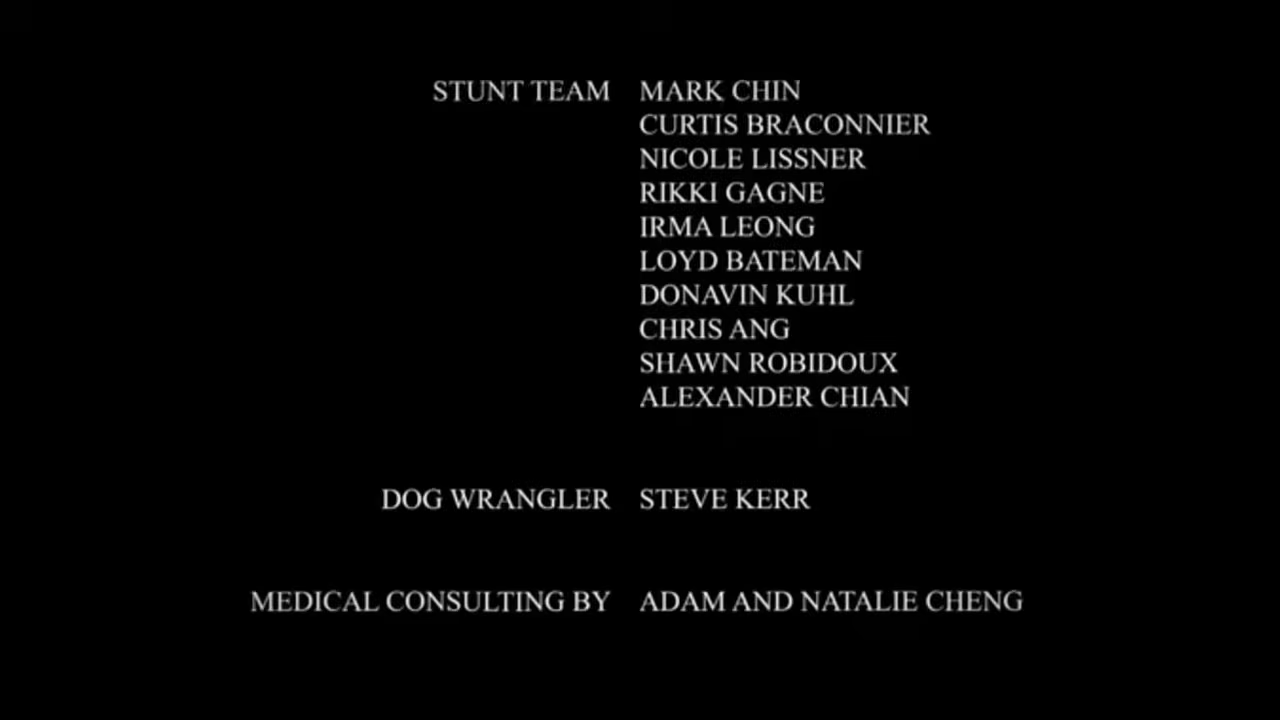 STUNT TEAM MARK CHIN
CURTIS BRACONNIER
NICOLE LISSNER
RIKKI GAGNE
IRMA LEONG
LOYD BATEMAN
DONAVIN KUHL
CHRIS ANG
SHAWN ROBIDOUX
ALEXANDER CHIAN
DOG WRANGLER STEVE KERR
MEDICAL CONSULTING BY ADAM AND NATALIE CHENG